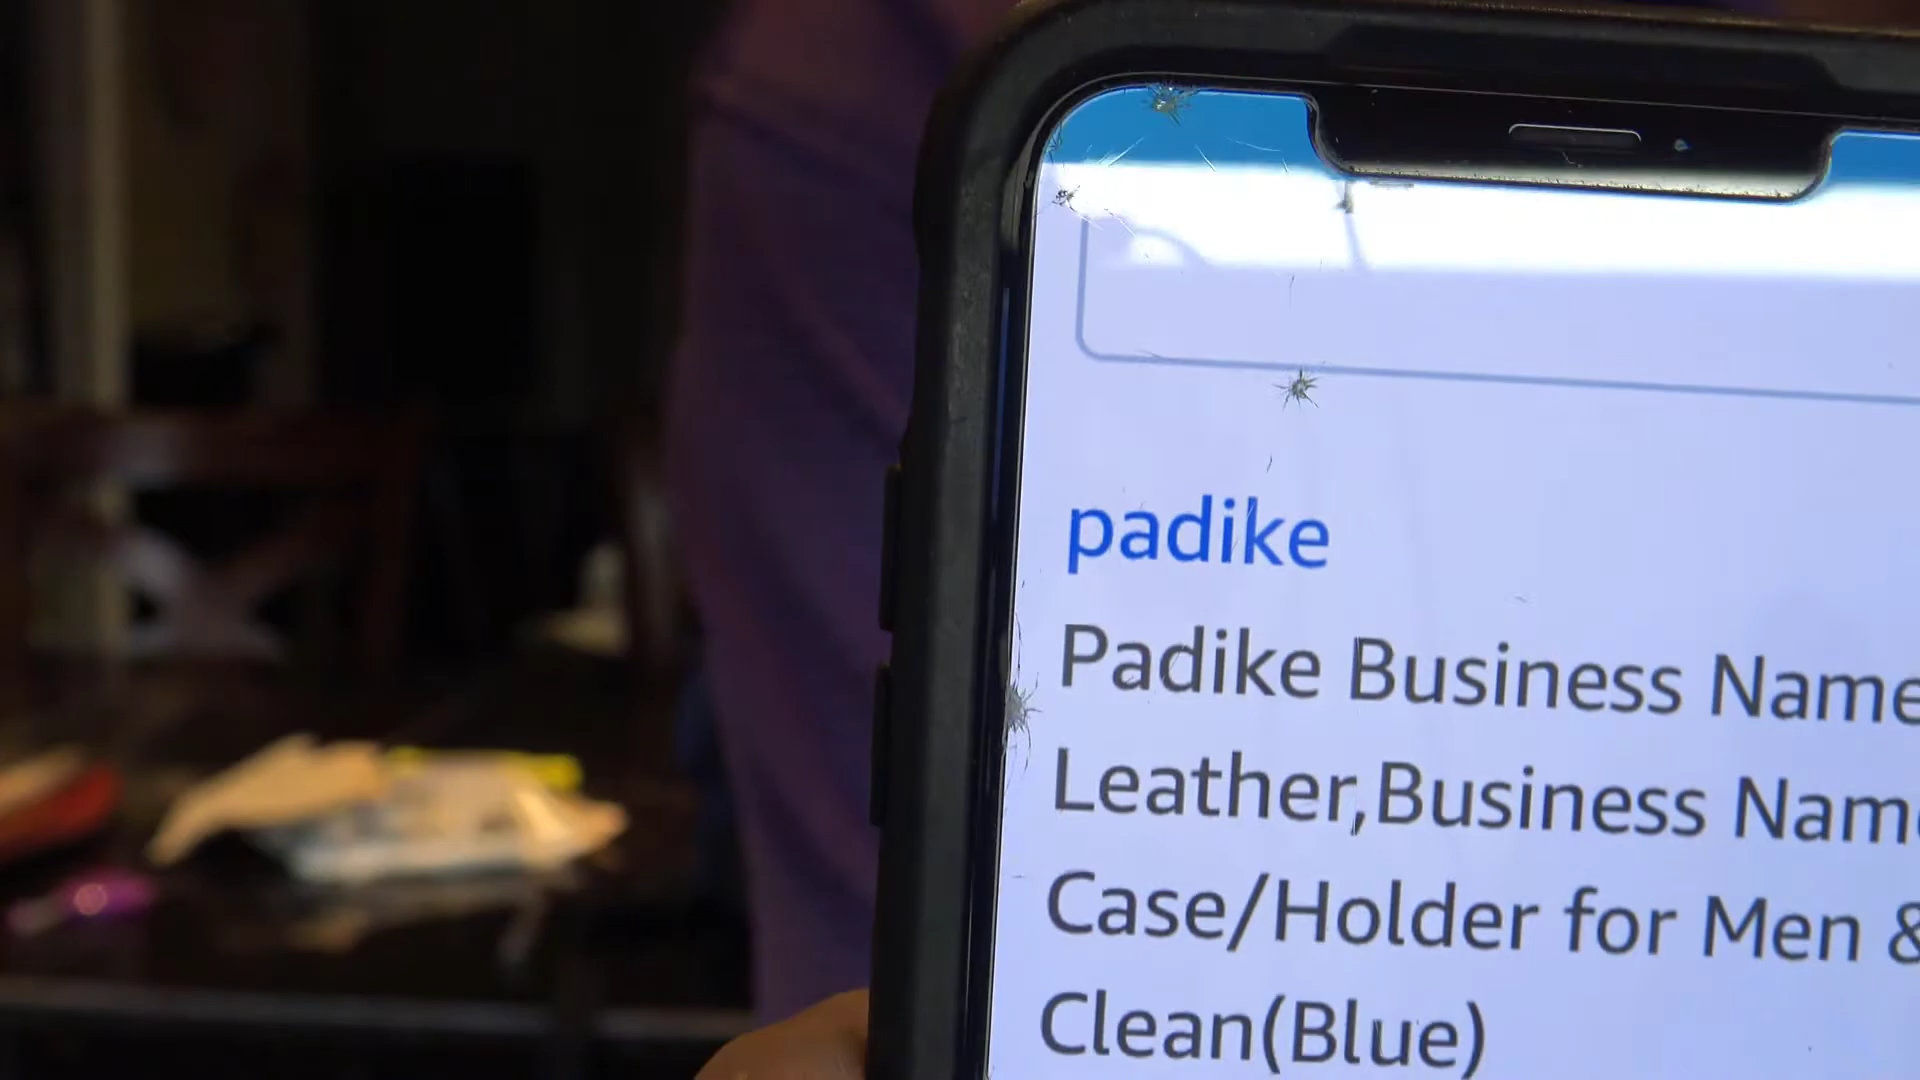 padike
Padike Business Name
Leather,Business Nam
Case/Holder for Men &
Clean(Blue)